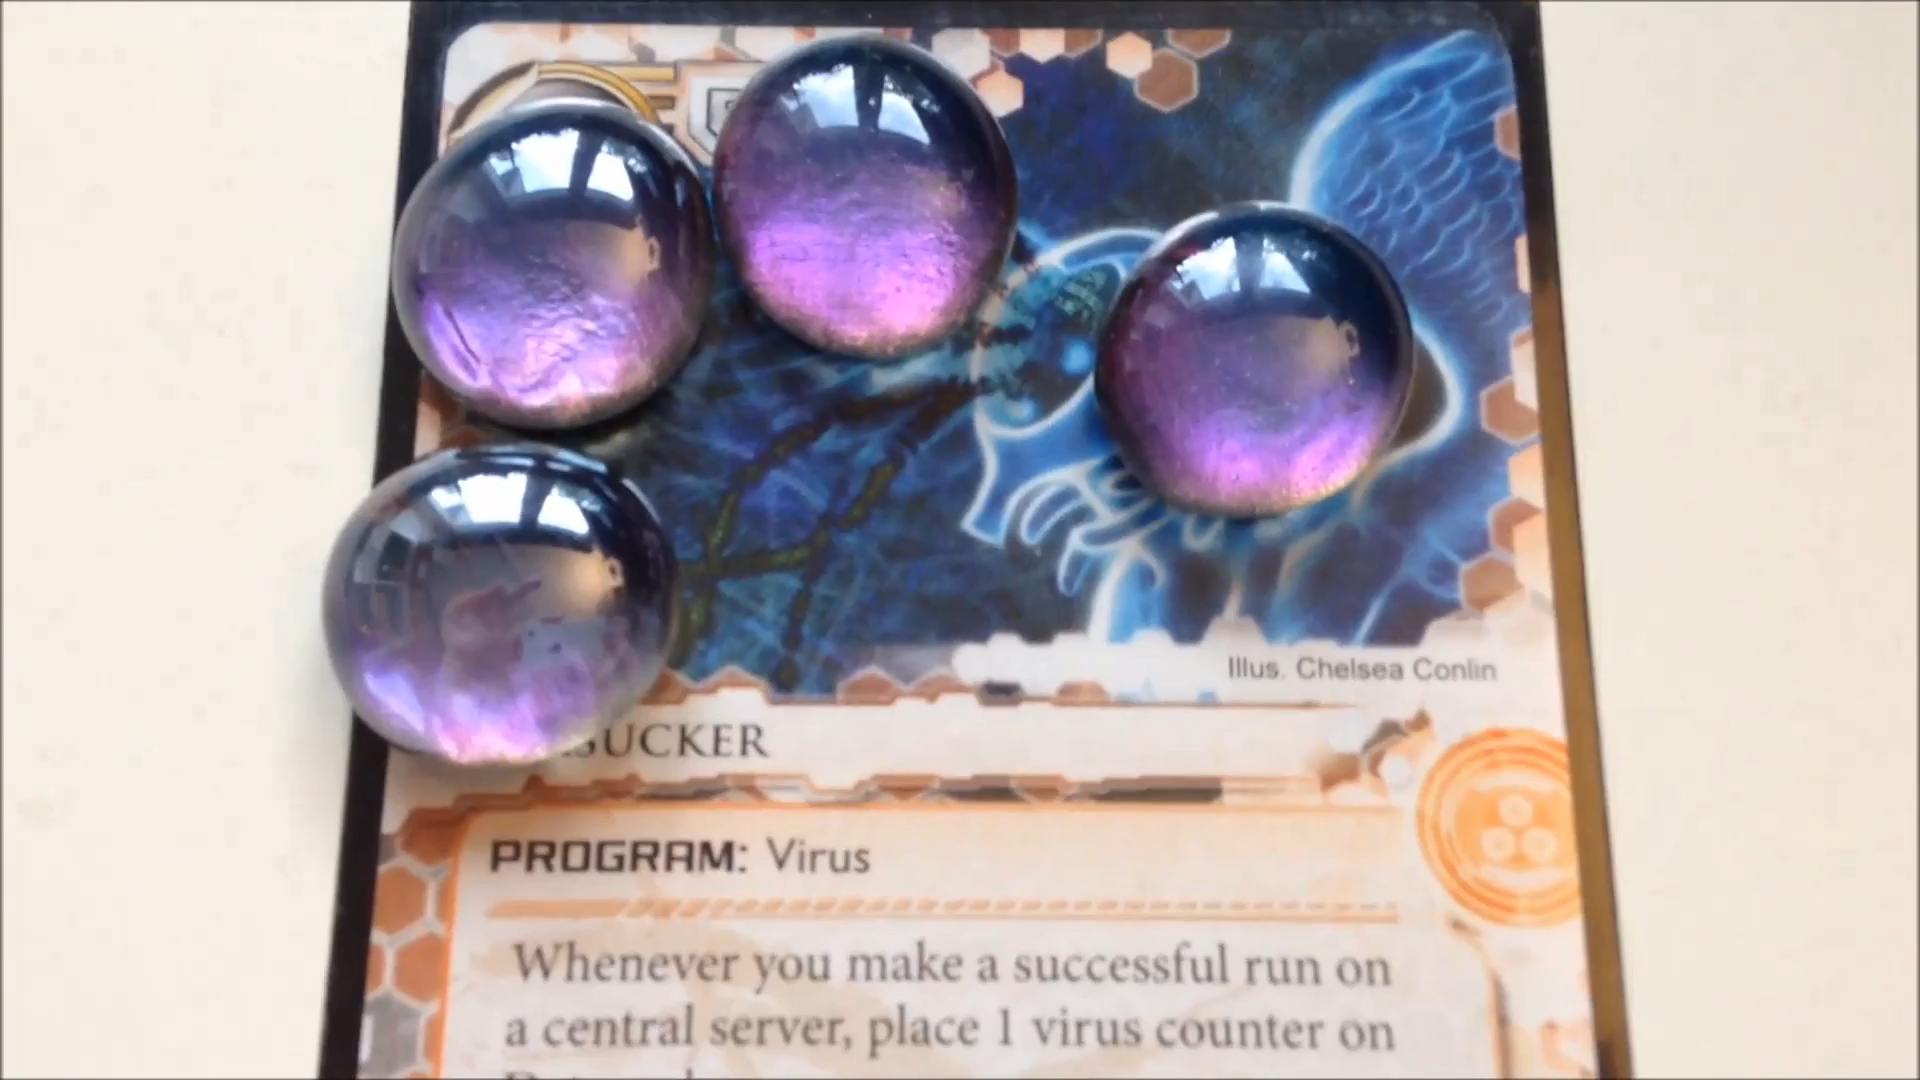 Illus. Chelsea Conlin
SUCKER
PROGRAM: Virus
Whenever you make a successful run on
a central server, place 1 virus counter on